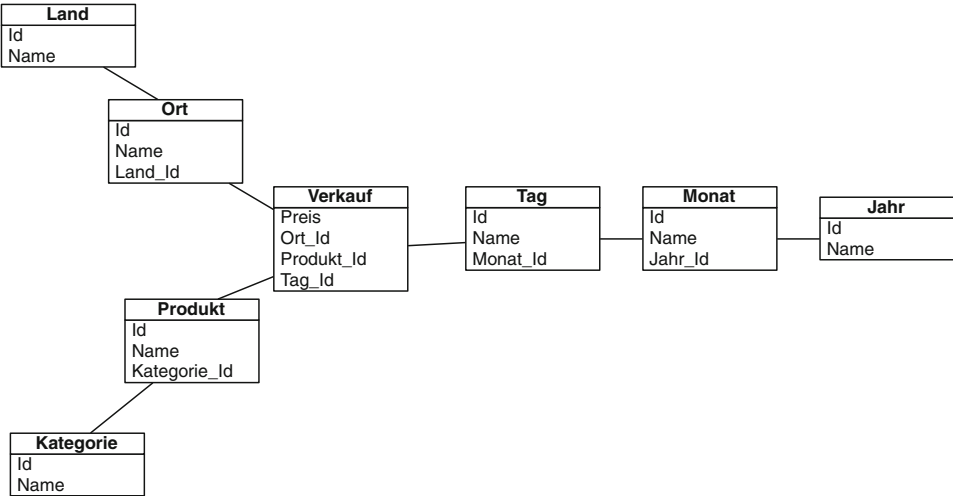 Land
Id
Name
Ort
Id
Name
Land_Id
Verkauf
Preis
Ort_Id
Produkt_Id
Tag_Id
Tag
Id
Name
Monat_Id
Monat
Id
Name
Jahr_Id
Jahr
Id
Name
Produkt
Id
Name
Kategorie_Id
Kategorie
Id
Name